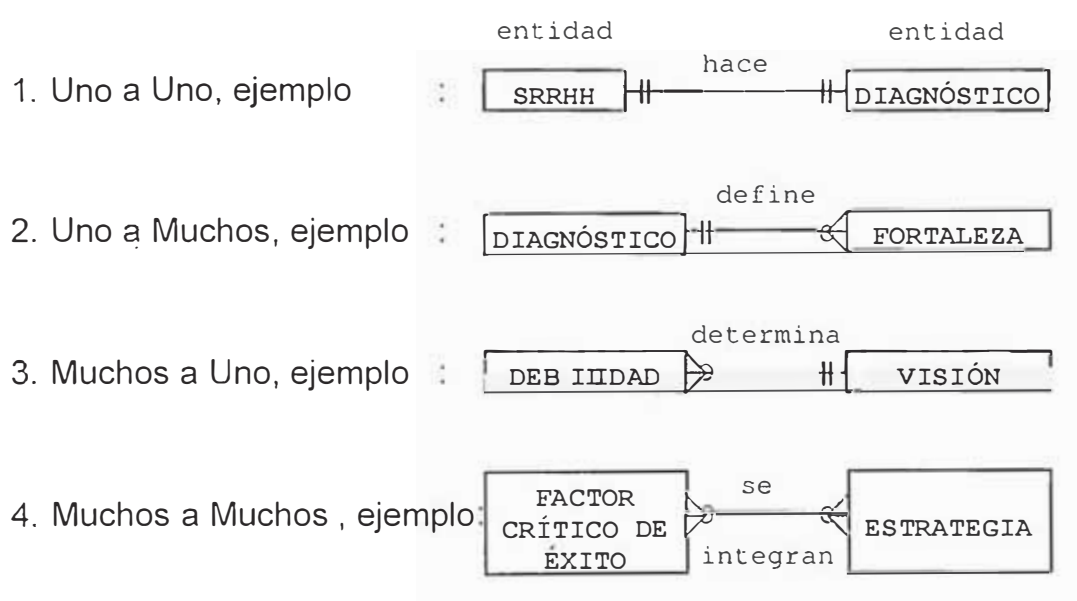 entidad entidad
1. Uno a Uno, ejemplo : SRRHH hace DIAGNÓSTICO
2. Uno a Muchos, ejemplo : DIAGNÓSTICO define FORTALEZA
3. Muchos a Uno, ejemplo : DEB determina VISIÓN
4. Muchos a Muchos , ejemplo: FACTOR
CRÍTICO DE
ÉXITO
se
integran
ESTRATEGIA